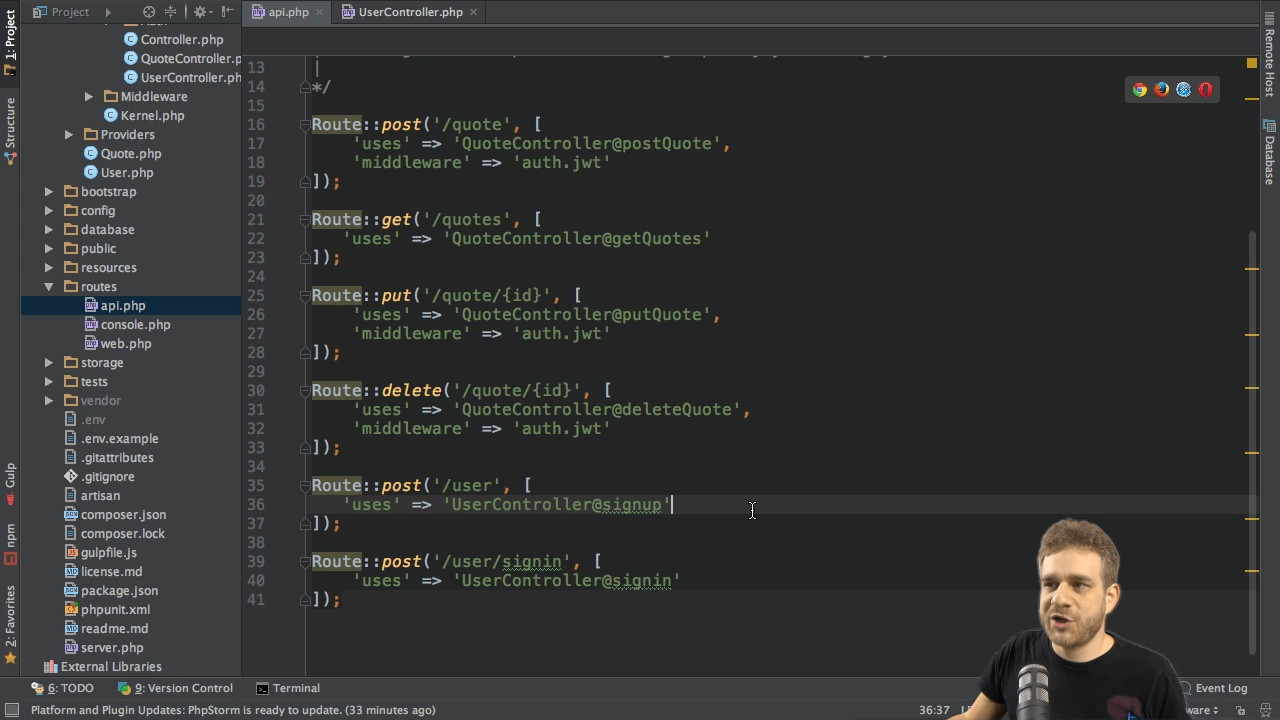 Project
api.php
UserController.php
1: Project
Structure
Gulp
npm
2: Favorites
Controller.php
QuoteController.p
UserController.ph
Middleware
Kernel.php
Providers
Quote.php
User.php
bootstrap
config
database
public
resources
routes
api.php
console.php
web.php
storage
tests
vendor
.env
.env.example
.gitattributes
.gitignore
artisan
composer.json
composer.lock
gulpfile.js
license.md
package.json
phpunit.xml
readme.md
server.php
External Libraries
13 |
14 */
15
16 Route::post('/quote', [
17 'uses' => 'QuoteController@postQuote',
18 'middleware' => 'auth.jwt'
19 ]);
20
21 Route::get('/quotes', [
22 'uses' => 'QuoteController@getQuotes'
23 ]);
24
25 Route::put('/quote/{id}', [
26 'uses' => 'QuoteController@putQuote',
27 'middleware' => 'auth.jwt'
28 ]);
29
30 Route::delete('/quote/{id}', [
31 'uses' => 'QuoteController@deleteQuote',
32 'middleware' => 'auth.jwt'
33 ]);
34
35 Route::post('/user', [
36 'uses' => 'UserController@signup'
37 ]);
38
39 Route::post('/user/signin', [
40 'uses' => 'UserController@signin'
41 ]);
Remote Host
Database
6: TODO
9: Version Control
Terminal
Event Log
Platform and Plugin Updates: PhpStorm is ready to update. (33 minutes ago)
36:37